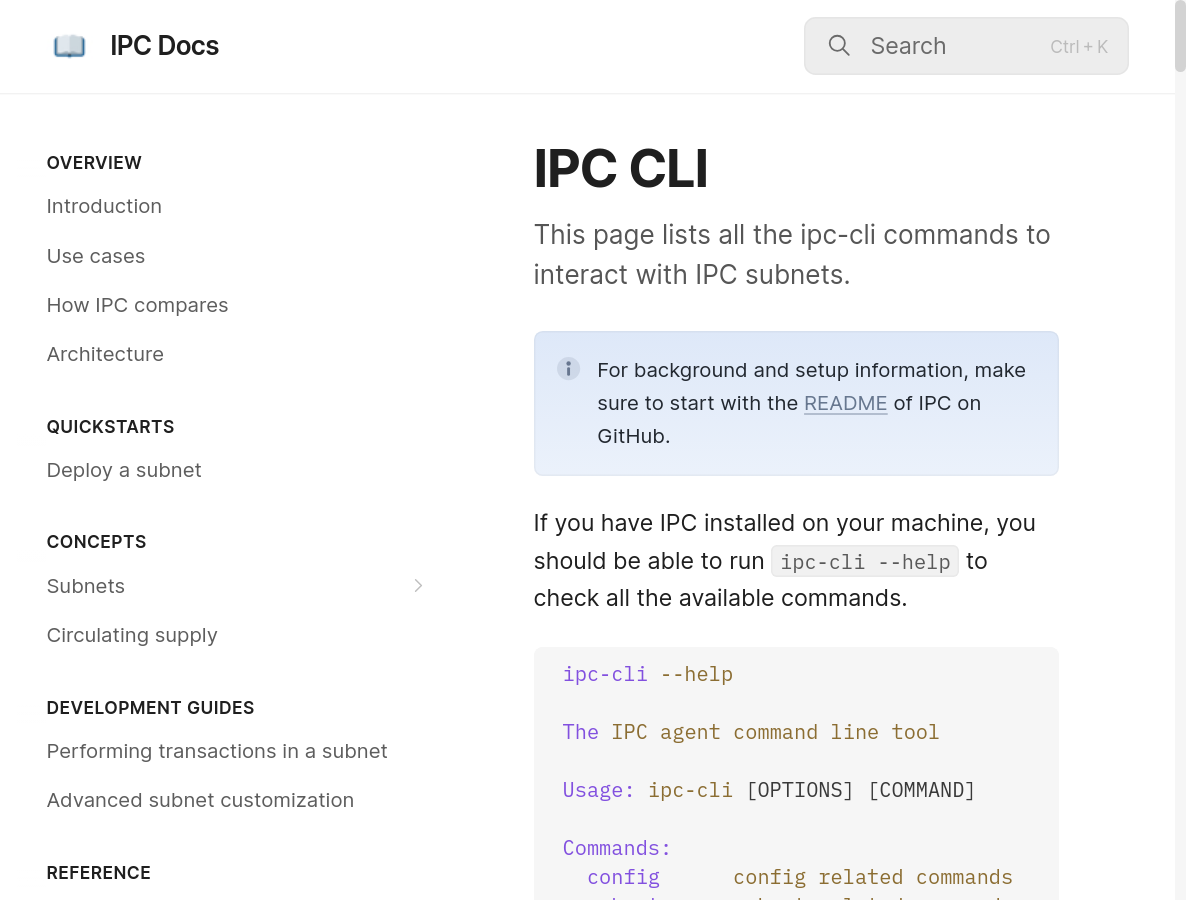 IPC Docs
Search
Ctrl + K
OVERVIEW
Introduction
Use cases
How IPC compares
Architecture
QUICKSTARTS
Deploy a subnet
CONCEPTS
Subnets
Circulating supply
DEVELOPMENT GUIDES
Performing transactions in a subnet
Advanced subnet customization
REFERENCE
IPC CLI
This page lists all the ipc-cli commands to
interact with IPC subnets.
For background and setup information, make
sure to start with the README of IPC on
GitHub.
If you have IPC installed on your machine, you
should be able to run ipc-cli --help to
check all the available commands.
ipc-cli --help
The IPC agent command line tool
Usage: ipc-cli [OPTIONS] [COMMAND]
Commands:
config config related commands